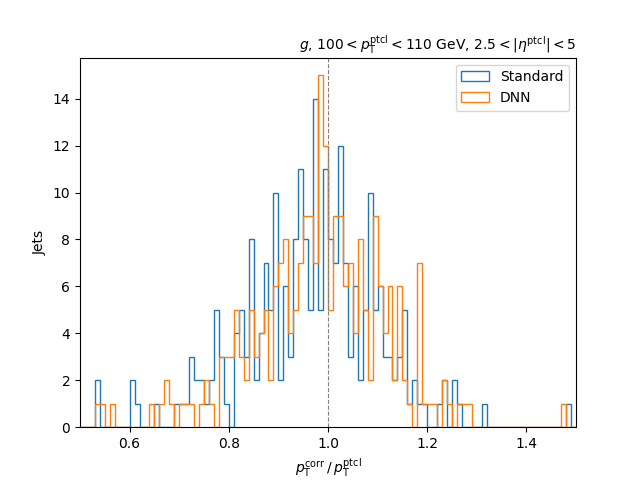 g, 100 < p_T^ptcl < 110 GeV, 2.5 < |η^ptcl| < 5
Standard
DNN
Jets
14
12
10
8
6
4
2
0
0.6 0.8 1.0 1.2 1.4
p_T^corr / p_T^ptcl